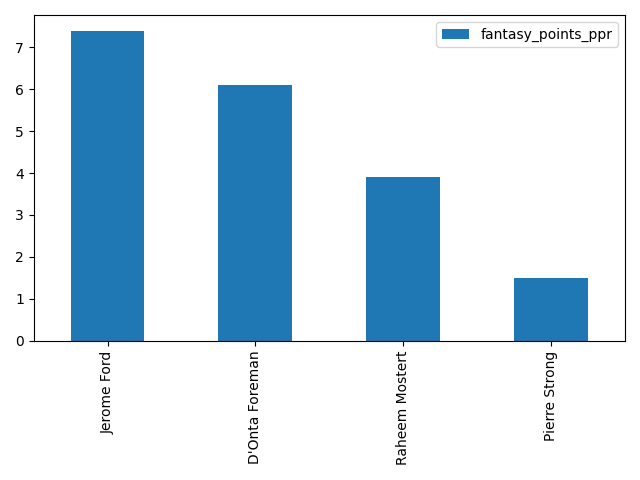 fantasy_points_ppr
7
6
5
4
3
2
1
0
Jerome Ford
D'Onta Foreman
Raheem Mostert
Pierre Strong